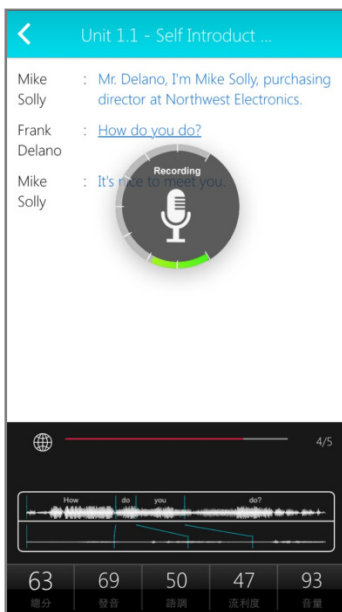 Unit 1.1 - Self Introduct ...
Mike Solly : Mr. Delano, I'm Mike Solly, purchasing
director at Northwest Electronics.
Frank Delano : How do you do?
Mike Solly : It's nice to meet you.
Recording
4/5
How do you do?
63 69 50 47 93
總分 發音 語調 流利度 音量